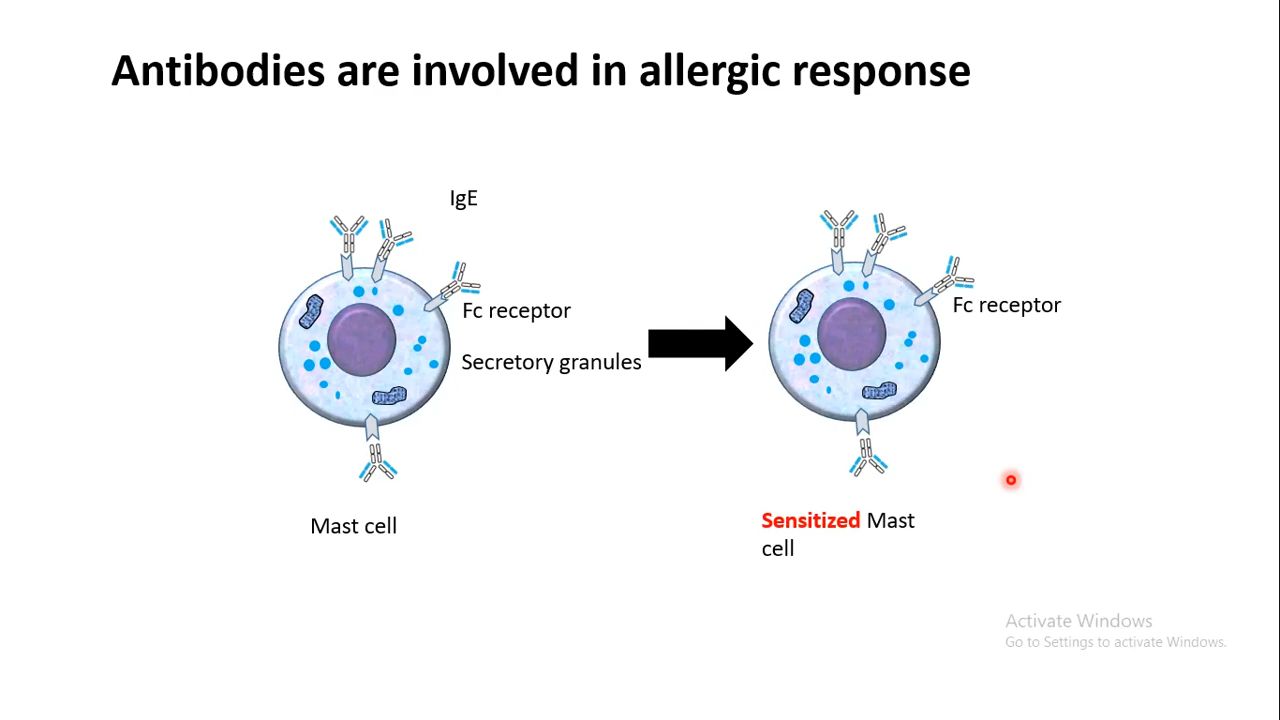 Antibodies are involved in allergic response
IgE
Fc receptor
Secretory granules
Mast cell
Fc receptor
Sensitized Mast
cell
Activate Windows
Go to Settings to activate Windows.